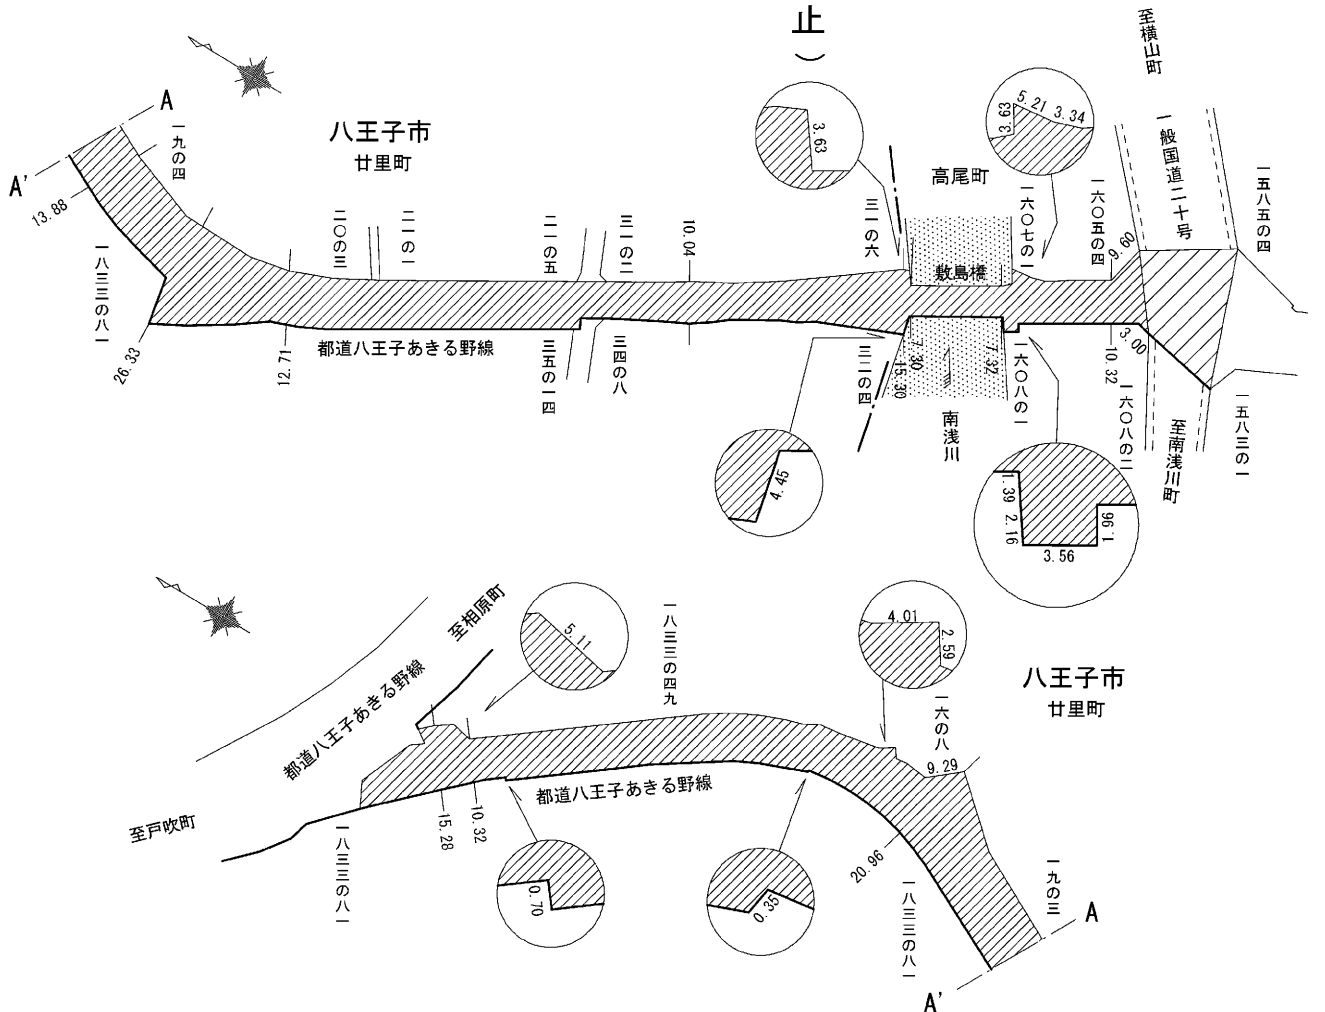 止
)
至横山町
一般国道二十号
一五八五の四
A
A'
一九の四
八王子市
廿里町
13.88
一八三三の八一
26.33
二〇の三
二一の一
12.71
都道八王子あきる野線
二一の五
三一の二
三五の一四
三四の八
10.04
3.63
三一の六
高尾町
敷島橋
3.63
5.21
3.34
一六〇七の一
一六〇五の四
9.60
三二の四
15.30
7.30
7.32
南浅川
一六〇八の一
10.32
3.00
一六〇八の二
至南浅川町
一五八三の一
4.45
1.39
2.16
3.56
1.96
至相原町
都道八王子あきる野線
至戸吹町
5.11
一八三三の四九
4.01
2.59
八王子市
廿里町
一六の八
9.29
都道八王子あきる野線
一八三三の八一
15.28
10.32
0.70
0.35
20.96
一八三三の八一
一九の三
A
A'